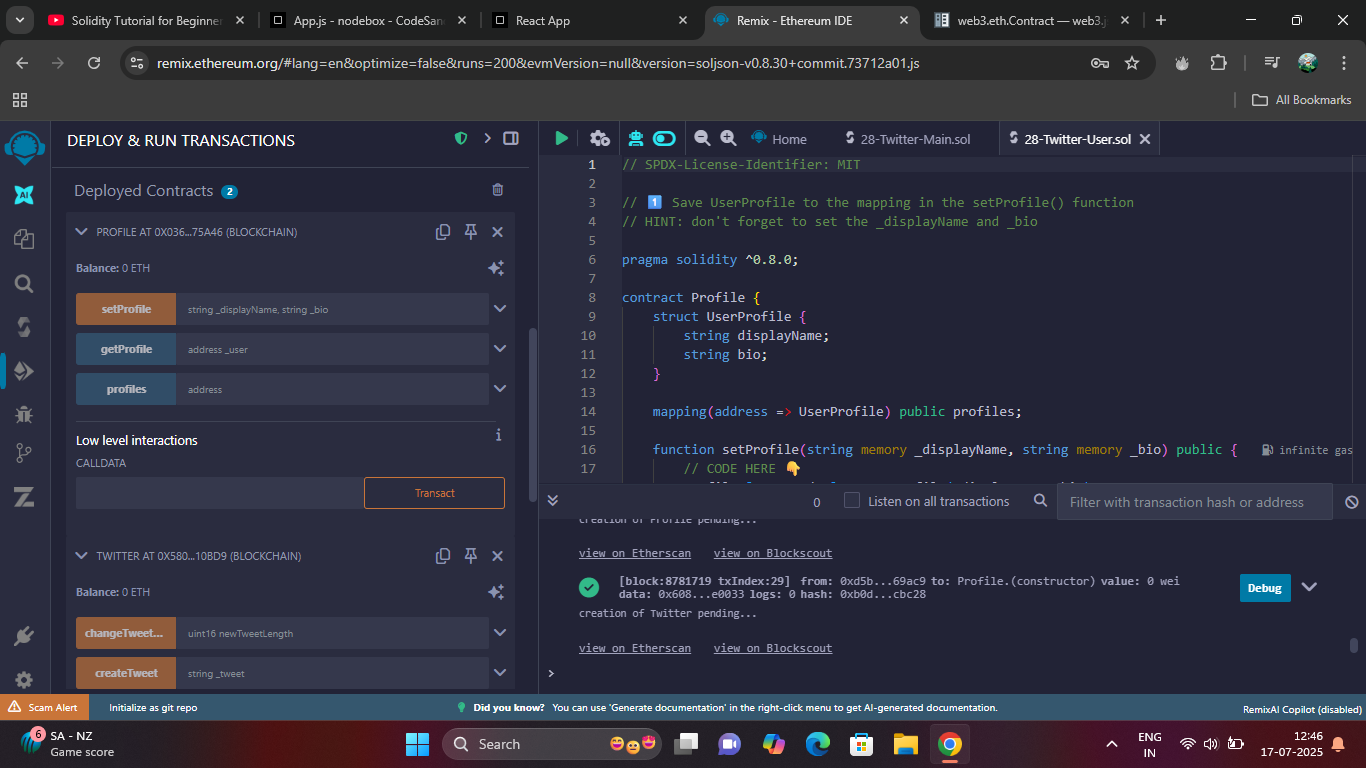 Solidity Tutorial for Beginner
App.js - nodebox - CodeSan
React App
Remix - Ethereum IDE
web3.eth.Contract — web3.j
remix.ethereum.org/#lang=en&optimize=false&runs=200&evmVersion=null&version=soljson-v0.8.30+commit.73712a01.js
All Bookmarks
DEPLOY & RUN TRANSACTIONS
Deployed Contracts 2
PROFILE AT 0X036...75A46 (BLOCKCHAIN)
Balance: 0 ETH
setProfile string _displayName, string _bio
getProfile address _user
profiles address
Low level interactions
CALLDATA
Transact
TWITTER AT 0X580...10BD9 (BLOCKCHAIN)
Balance: 0 ETH
changeTweet... uint16 newTweetLength
createTweet string _tweet
Home
28-Twitter-Main.sol
28-Twitter-User.sol
1 // SPDX-License-Identifier: MIT
2
3 // 1️⃣ Save UserProfile to the mapping in the setProfile() function
4 // HINT: don't forget to set the _displayName and _bio
5
6 pragma solidity ^0.8.0;
7
8 contract Profile {
9 struct UserProfile {
10 string displayName;
11 string bio;
12 }
13
14 mapping(address => UserProfile) public profiles;
15
16 function setProfile(string memory _displayName, string memory _bio) public { infinite gas
17 // CODE HERE 👇
0
Listen on all transactions
Filter with transaction hash or address
creation of Profile pending...
view on Etherscan view on Blockscout
[block:8781719 txIndex:29] from: 0xd5b...69ac9 to: Profile.(constructor) value: 0 wei
data: 0x608...e0033 logs: 0 hash: 0xb0d...cbc28
Debug
creation of Twitter pending...
view on Etherscan view on Blockscout
>
Scam Alert
Initialize as git repo
Did you know? You can use 'Generate documentation' in the right-click menu to get AI-generated documentation.
RemixAI Copilot (disabled)
6
SA - NZ
Game score
Search
ENG
IN
12:46
17-07-2025